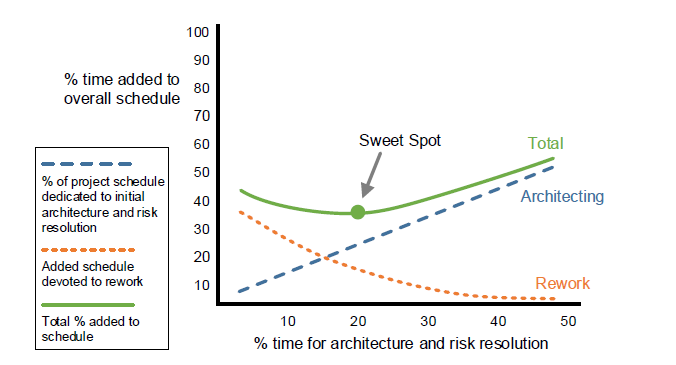 100
90
80
70
60
50
40
30
20
10
% time added to
overall schedule
Sweet Spot
Total
Architecting
Rework
% of project schedule
dedicated to initial
architecture and risk
resolution
Added schedule
devoted to rework
Total % added to
schedule
10 20 30 40 50
% time for architecture and risk resolution